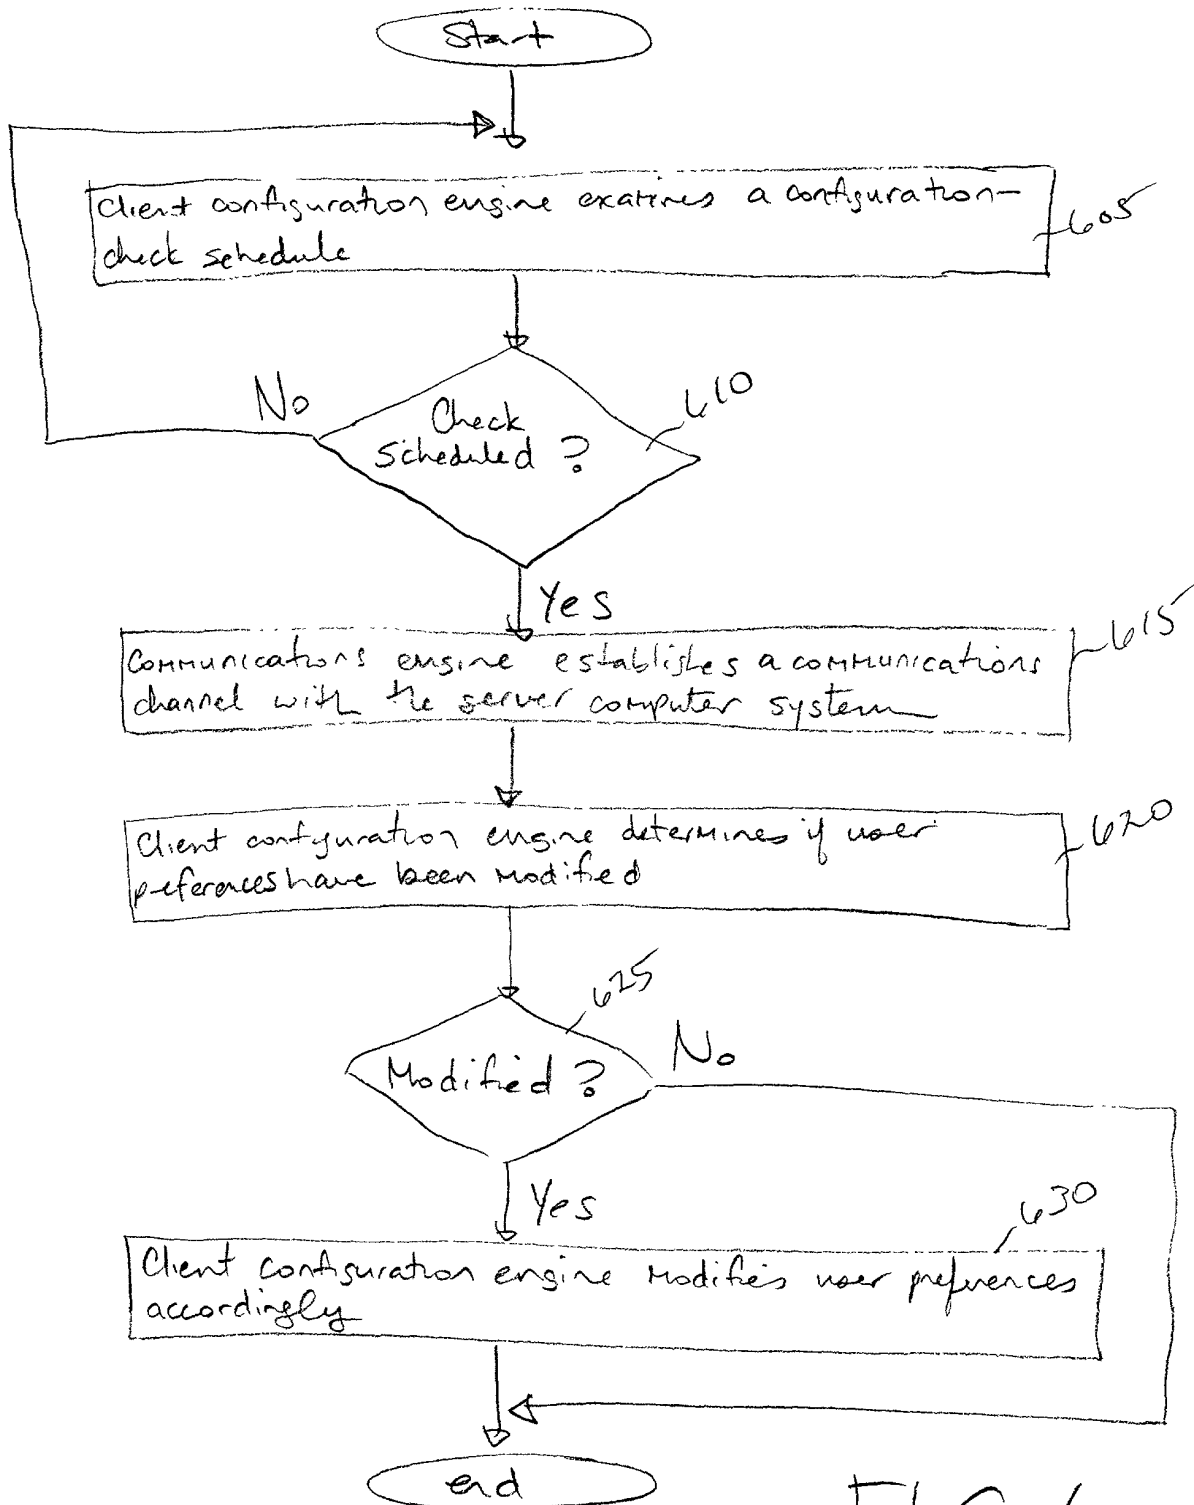 Start
Client configuration engine examines a configuration-
check schedule
605
No
Check
Scheduled ?
610
Yes
Communications engine establishes a communications
channel with the server computer system
615
Client configuration engine determines if user
preferences have been modified
620
625
Modified ?
No
Yes
630
Client configuration engine modifies user preferences
accordingly
end